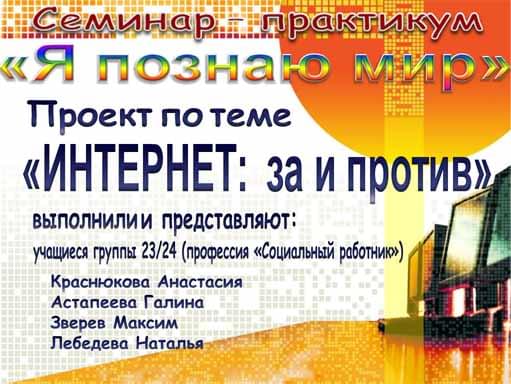 Семинар - практикум
«Я познаю мир»
Проект по теме
«ИНТЕРНЕТ: за и против»
выполнили и представляют:
учащиеся группы 23/24 (профессия «Социальный работник»)
Краснюкова Анастасия
Астапеева Галина
Зверев Максим
Лебедева Наталья